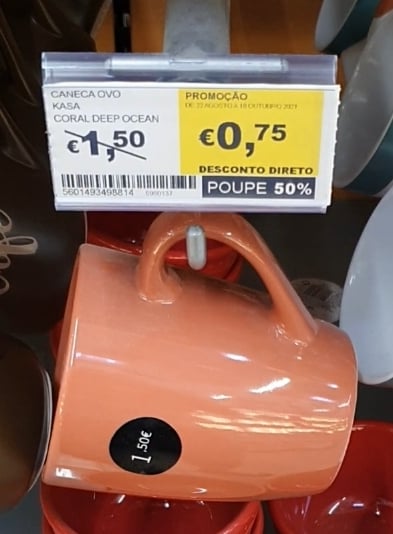 CANECA OVO
KASA
CORAL DEEP OCEAN
€1,50
5601493498814
PROMOÇÃO
DE 22 AGOSTO A 18 OUTUBRO 2021
€0,75
DESCONTO DIRETO
POUPE 50%
1,50€